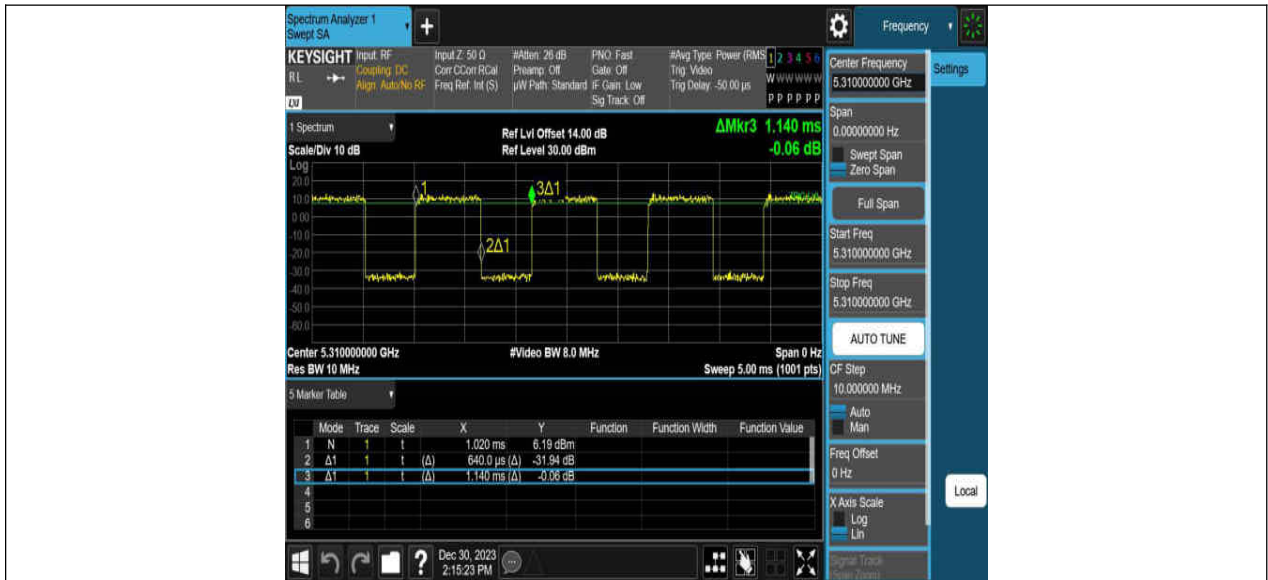 Spectrum Analyzer 1
Swept SA
+
Frequency
KEYSIGHT
RL
Input: RF
Coupling: DC
Align: Auto/No RF
Input Z: 50 Ω
Corr CCorr RCal
Freq Ref: Int (S)
#Atten: 26 dB
Preamp: Off
µW Path: Standard
PNO: Fast
Gate: Off
IF Gain: Low
Sig Track: Off
#Avg Type: Power (RMS
Trig: Video
Trig Delay: -50.00 µs
1 2 3 4 5 6
W W W W W W
P P P P P P
Center Frequency
5.310000000 GHz
Settings
1 Spectrum
Ref Lvl Offset 14.00 dB
ΔMkr3 1.140 ms
Scale/Div 10 dB
Ref Level 30.00 dBm
-0.06 dB
Log
20.0
10.0
0.00
-10.0
-20.0
-30.0
-40.0
-50.0
-60.0
1
3Δ1
2Δ1
Center 5.310000000 GHz
#Video BW 8.0 MHz
Span 0 Hz
Res BW 10 MHz
Sweep 5.00 ms (1001 pts)
Span
0.00000000 Hz
Swept Span
Zero Span
Full Span
Start Freq
5.310000000 GHz
Stop Freq
5.310000000 GHz
AUTO TUNE
CF Step
10.000000 MHz
Auto
Man
Freq Offset
0 Hz
X Axis Scale
Log
Lin
Signal Track
(Span Zoom)
Local
5 Marker Table
Mode Trace Scale X Y Function Function Width Function Value
1 N 1 t 1.020 ms 6.19 dBm
2 Δ1 1 t (Δ) 640.0 µs (Δ) -31.94 dB
3 Δ1 1 t (Δ) 1.140 ms (Δ) -0.06 dB
4
5
6
?
Dec 30, 2023
2:15:23 PM